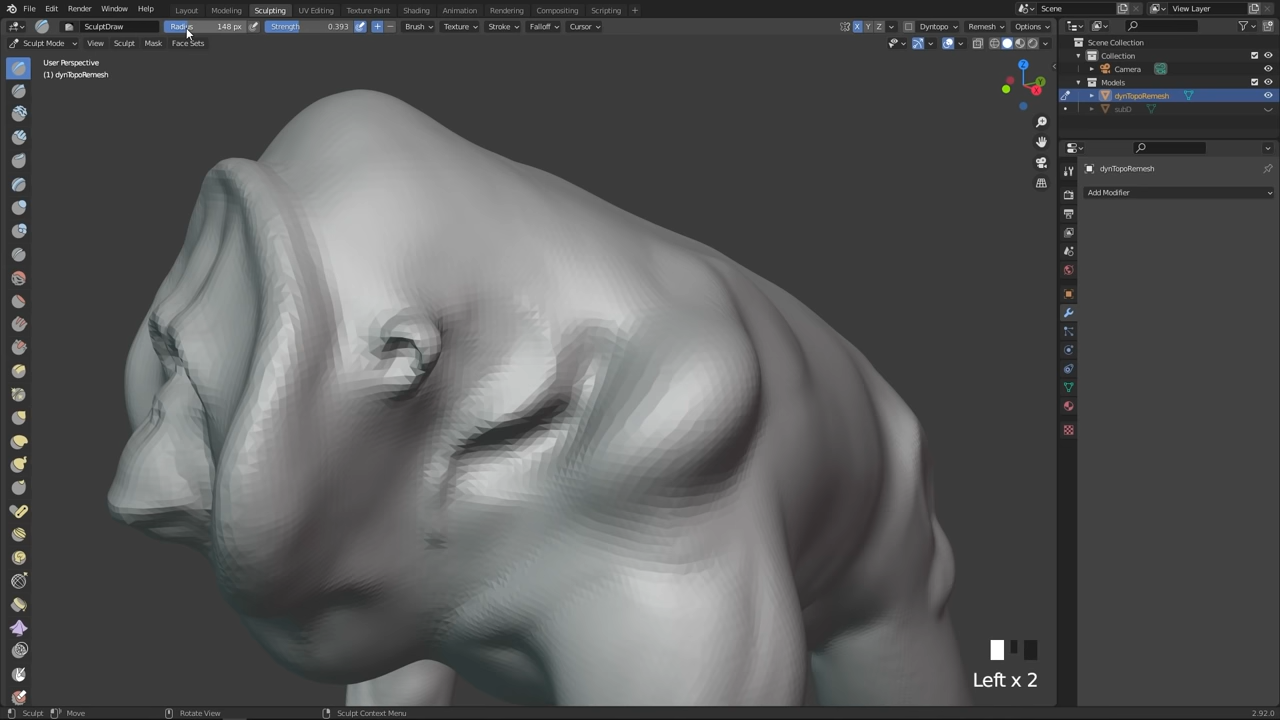 File Edit Render Window Help Layout Modeling Sculpting UV Editing Texture Paint Shading Animation Rendering Compositing Scripting Scene View Layer
SculptDraw Radius 148 px Strength 0.393 Brush Texture Stroke Falloff Cursor X Y Z Dyntopo Remesh Options
Sculpt Mode View Sculpt Mask Face Sets
Scene Collection
Collection
Camera
Models
dynTopoRemesh
subD
User Perspective
(1) dynTopoRemesh
Z
Y
X
dynTopoRemesh
Add Modifier
Left x 2
Sculpt Move Rotate View Sculpt Context Menu 2.92.0